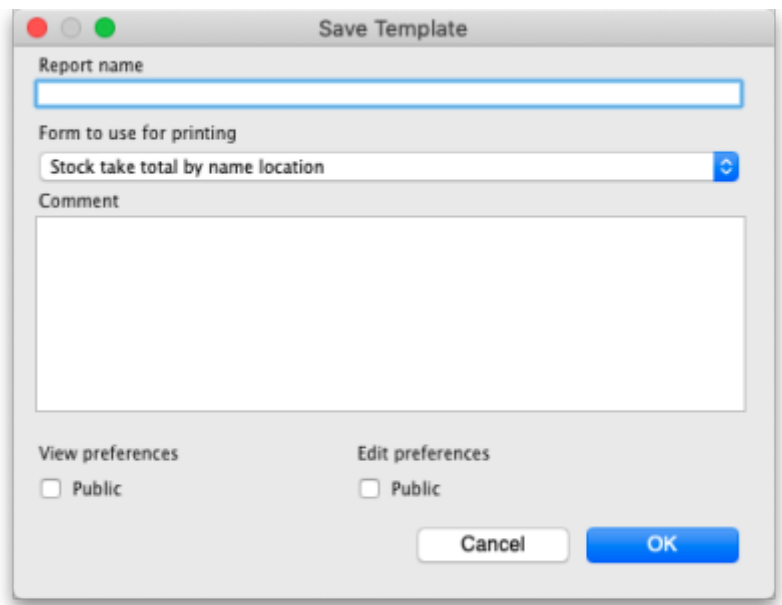 Save Template
Report name
Form to use for printing
Stock take total by name location
Comment
View preferences
Edit preferences
Public
Public
Cancel
OK